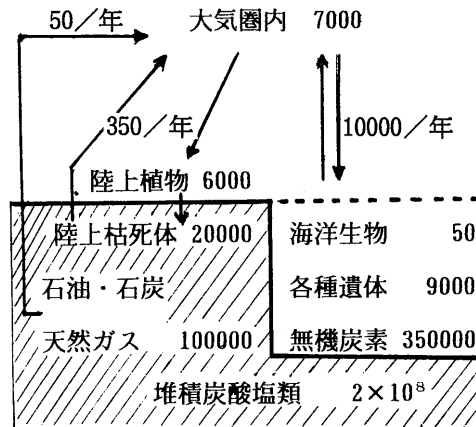 50／年 大気圏内 7000
350／年 10000／年
陸上植物 6000
陸上枯死体 20000 海洋生物 50
石油・石炭 各種遺体 9000
天然ガス 100000 無機炭素 350000
堆積炭酸塩類 2×10⁸